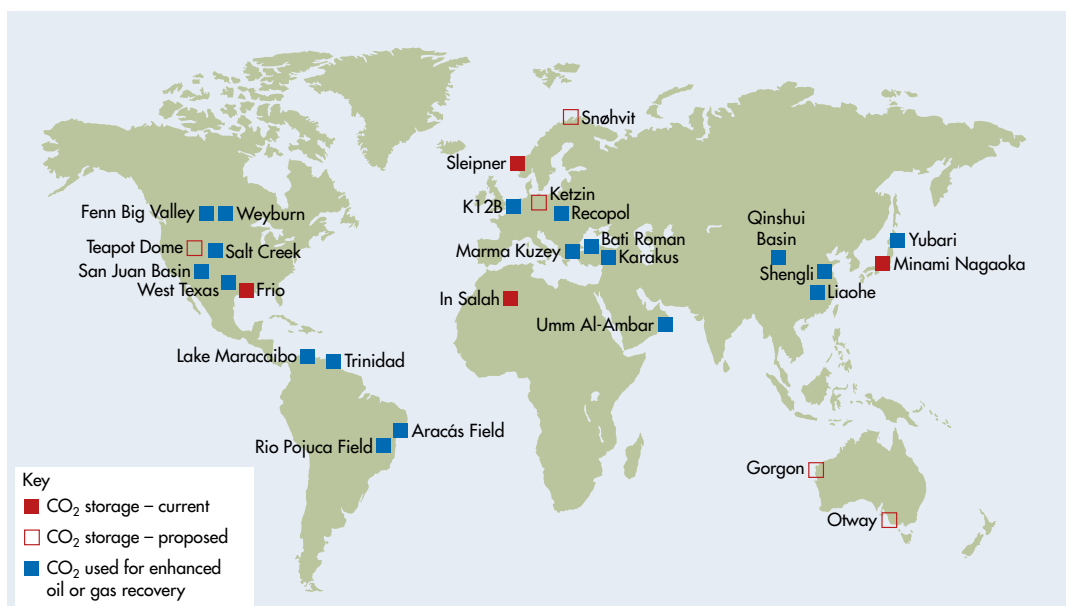 Snøhvit
Sleipner
Ketzin
K12B
Recopol
Fenn Big Valley
Weyburn
Qinshui
Basin
Teapot Dome
Salt Creek
Marma Kuzey
Bati Roman
Karakus
Yubari
Minami Nagaoka
San Juan Basin
Shengli
West Texas
Frio
In Salah
Liaohe
Umm Al-Ambar
Lake Maracaibo
Trinidad
Aracás Field
Rio Pojuca Field
Gorgon
Otway
Key
CO₂ storage – current
CO₂ storage – proposed
CO₂ used for enhanced
oil or gas recovery